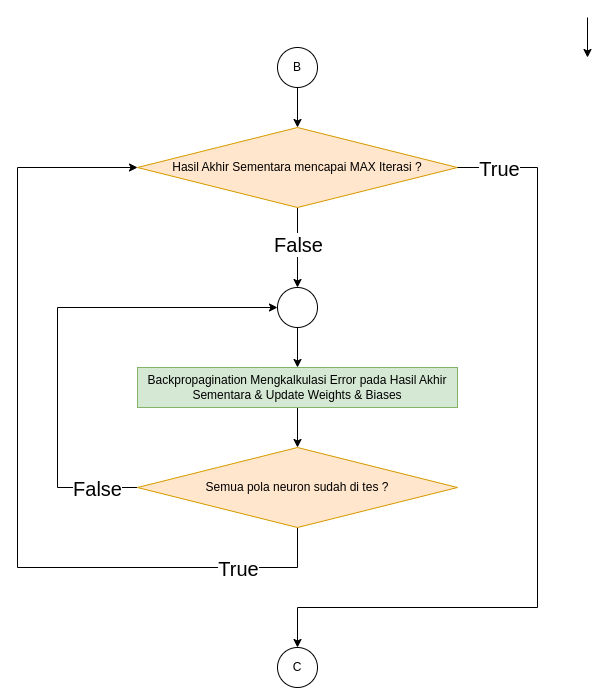 B
Hasil Akhir Sementara mencapai MAX Iterasi ?
True
False
Backpropagination Mengkalkulasi Error pada Hasil Akhir
Sementara & Update Weights & Biases
Semua pola neuron sudah di tes ?
False
True
C